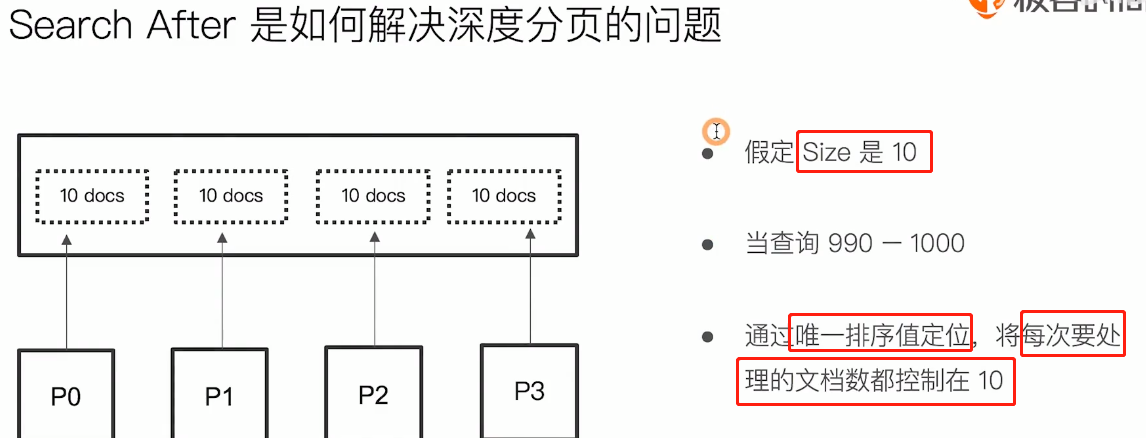 Search After 是如何解决深度分页的问题
10 docs
10 docs
10 docs
10 docs
P0
P1
P2
P3
假定 Size 是 10
当查询 990 – 1000
通过唯一排序值定位，将每次要处
理的文档数都控制在 10